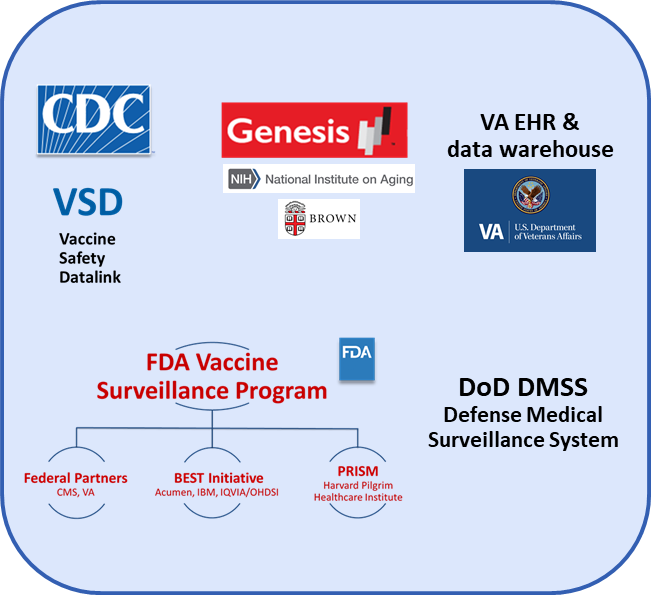 CDC
VSD
Vaccine
Safety
Datalink
Genesis
NIH National Institute on Aging
BROWN
VA EHR &
data warehouse
VA U.S. Department
of Veterans Affairs
FDA Vaccine
Surveillance Program
FDA
Federal Partners
CMS, VA
BEST Initiative
Acumen, IBM, IQVIA/OHDSI
PRISM
Harvard Pilgrim
Healthcare Institute
DoD DMSS
Defense Medical
Surveillance System